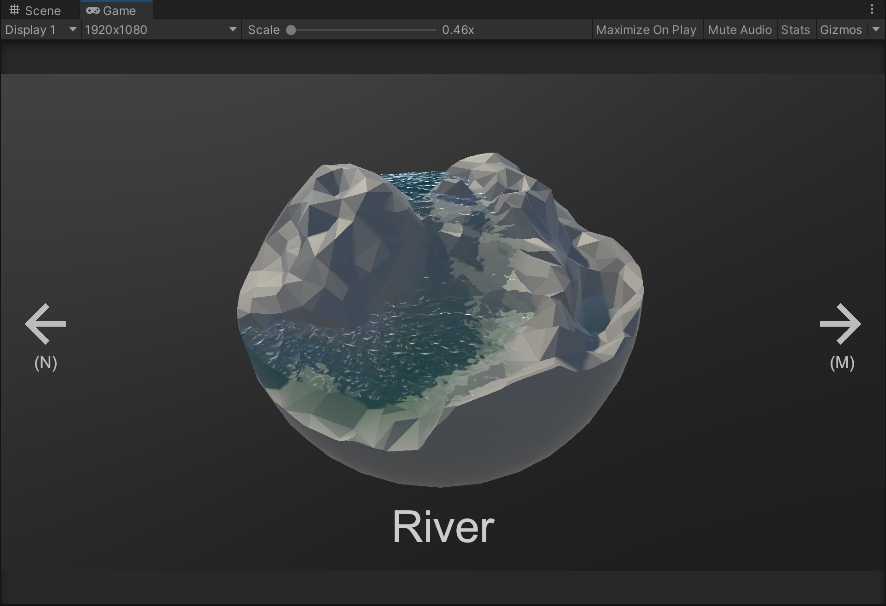 Scene Game
Display 1 1920x1080 Scale 0.46x Maximize On Play Mute Audio Stats Gizmos
(N) (M)
River